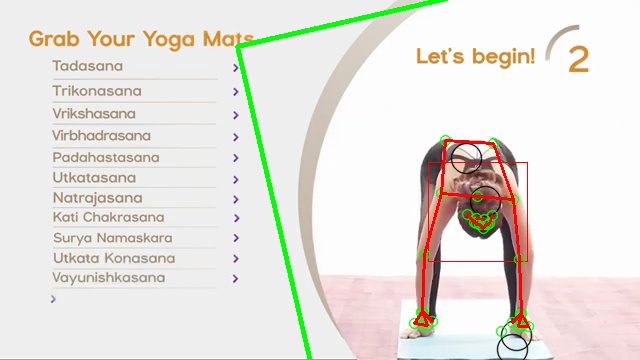 Grab Your Yoga Mats
Tadasana
Trikonasana
Vrikshasana
Virbhadrasana
Padahastasana
Utkatasana
Natrajasana
Kati Chakrasana
Surya Namaskara
Utkata Konasana
Vayunishkasana
Let's begin!
2